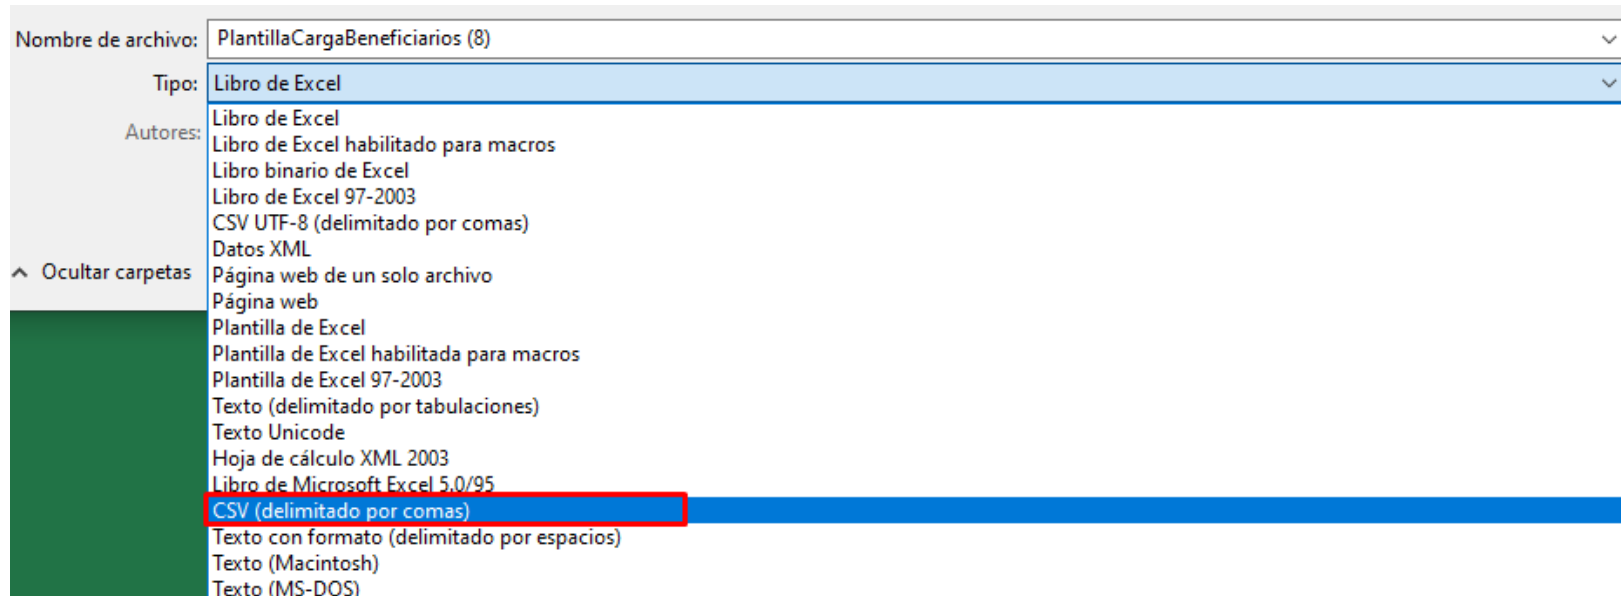 Nombre de archivo: PlantillaCargaBeneficiarios (8)
Tipo: Libro de Excel
Autores:
Libro de Excel
Libro de Excel habilitado para macros
Libro binario de Excel
Libro de Excel 97-2003
CSV UTF-8 (delimitado por comas)
Datos XML
Ocultar carpetas
Página web de un solo archivo
Página web
Plantilla de Excel
Plantilla de Excel habilitada para macros
Plantilla de Excel 97-2003
Texto (delimitado por tabulaciones)
Texto Unicode
Hoja de cálculo XML 2003
Libro de Microsoft Excel 5.0/95
CSV (delimitado por comas)
Texto con formato (delimitado por espacios)
Texto (Macintosh)
Texto (MS-DOS)